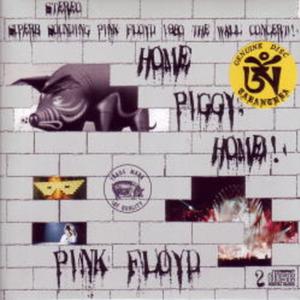 STEREO
SUPERB SOUNDING PINK FLOYD 1980 THE WALL CONCERT!!
HOME
PIGGY,
HOME!
GENUINE DISC
TARANTURA
TRADE MARK
OF QUALITY
PINK FLOYD
2